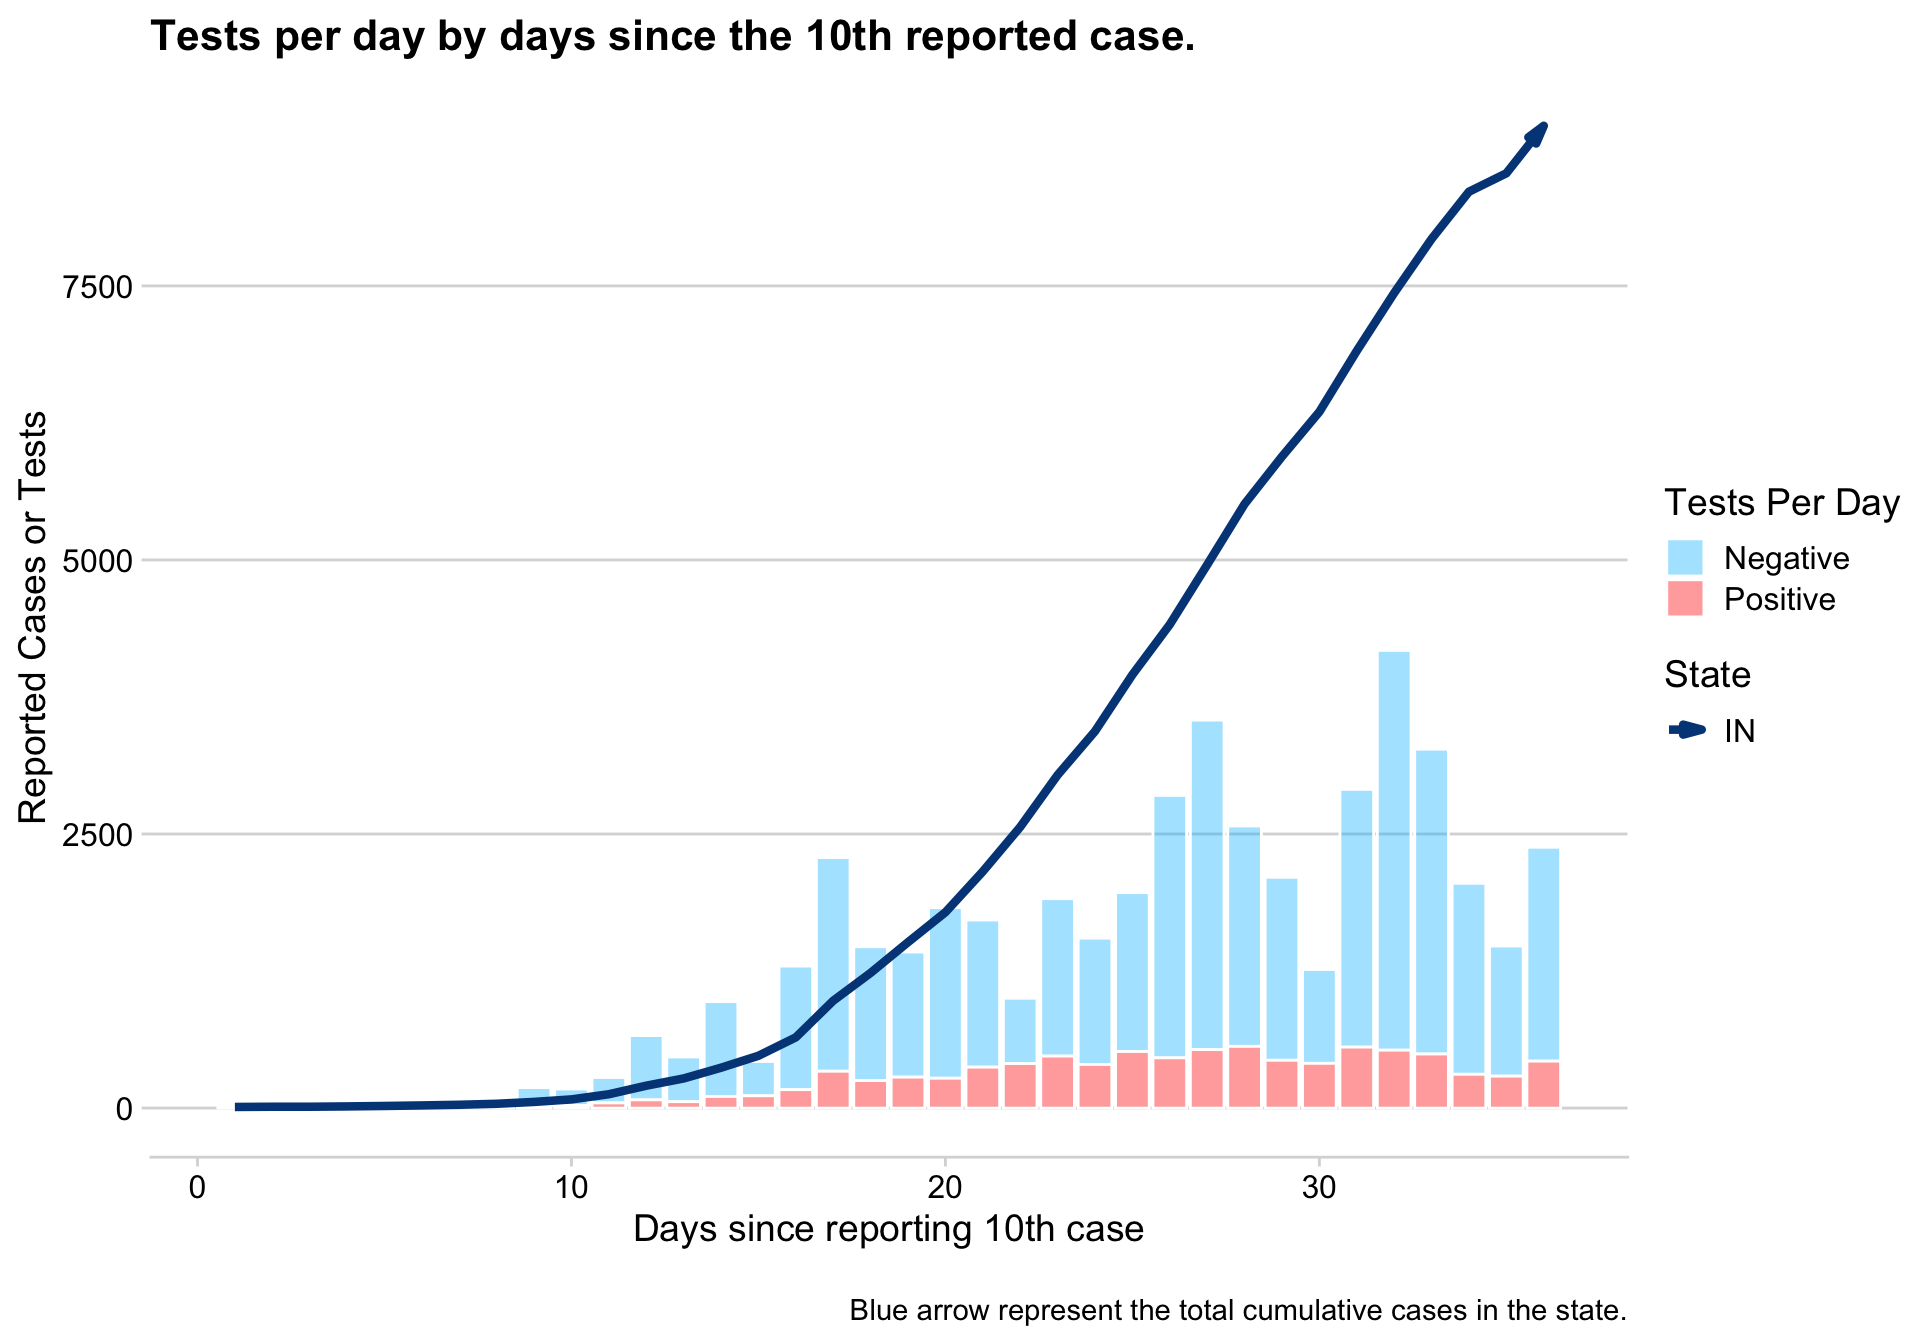 Tests per day by days since the 10th reported case.
Reported Cases or Tests
7500
5000
2500
0
0 10 20 30
Days since reporting 10th case
Tests Per Day
Negative
Positive
State
IN
Blue arrow represent the total cumulative cases in the state.